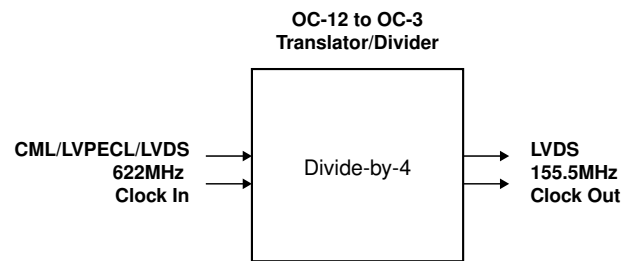 OC-12 to OC-3
Translator/Divider
CML/LVPECL/LVDS
622MHz
Clock In
Divide-by-4
LVDS
155.5MHz
Clock Out